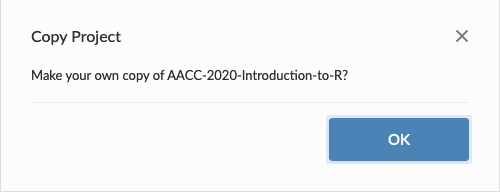 Copy Project
Make your own copy of AACC-2020-Introduction-to-R?
OK